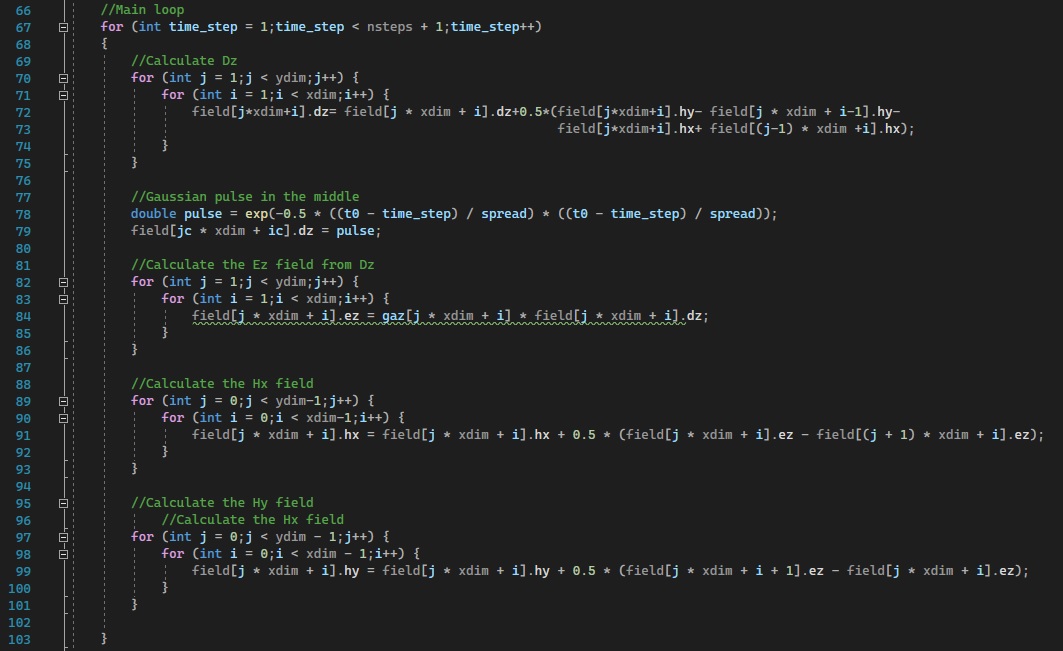 66 //Main loop
67 for (int time_step = 1;time_step < nsteps + 1;time_step++)
68 {
69 //Calculate Dz
70 for (int j = 1;j < ydim;j++) {
71 for (int i = 1;i < xdim;i++) {
72 field[j*xdim+i].dz= field[j * xdim + i].dz+0.5*(field[j*xdim+i].hy- field[j * xdim + i-1].hy-
73 field[j*xdim+i].hx+ field[(j-1) * xdim +i].hx);
74 }
75 }
76
77 //Gaussian pulse in the middle
78 double pulse = exp(-0.5 * ((t0 - time_step) / spread) * ((t0 - time_step) / spread));
79 field[jc * xdim + ic].dz = pulse;
80
81 //Calculate the Ez field from Dz
82 for (int j = 1;j < ydim;j++) {
83 for (int i = 1;i < xdim;i++) {
84 field[j * xdim + i].ez = gaz[j * xdim + i] * field[j * xdim + i].dz;
85 }
86 }
87
88 //Calculate the Hx field
89 for (int j = 0;j < ydim-1;j++) {
90 for (int i = 0;i < xdim-1;i++) {
91 field[j * xdim + i].hx = field[j * xdim + i].hx + 0.5 * (field[j * xdim + i].ez - field[(j + 1) * xdim + i].ez);
92 }
93 }
94
95 //Calculate the Hy field
96 //Calculate the Hx field
97 for (int j = 0;j < ydim - 1;j++) {
98 for (int i = 0;i < xdim - 1;i++) {
99 field[j * xdim + i].hy = field[j * xdim + i].hy + 0.5 * (field[j * xdim + i + 1].ez - field[j * xdim + i].ez);
100 }
101 }
102
103 }